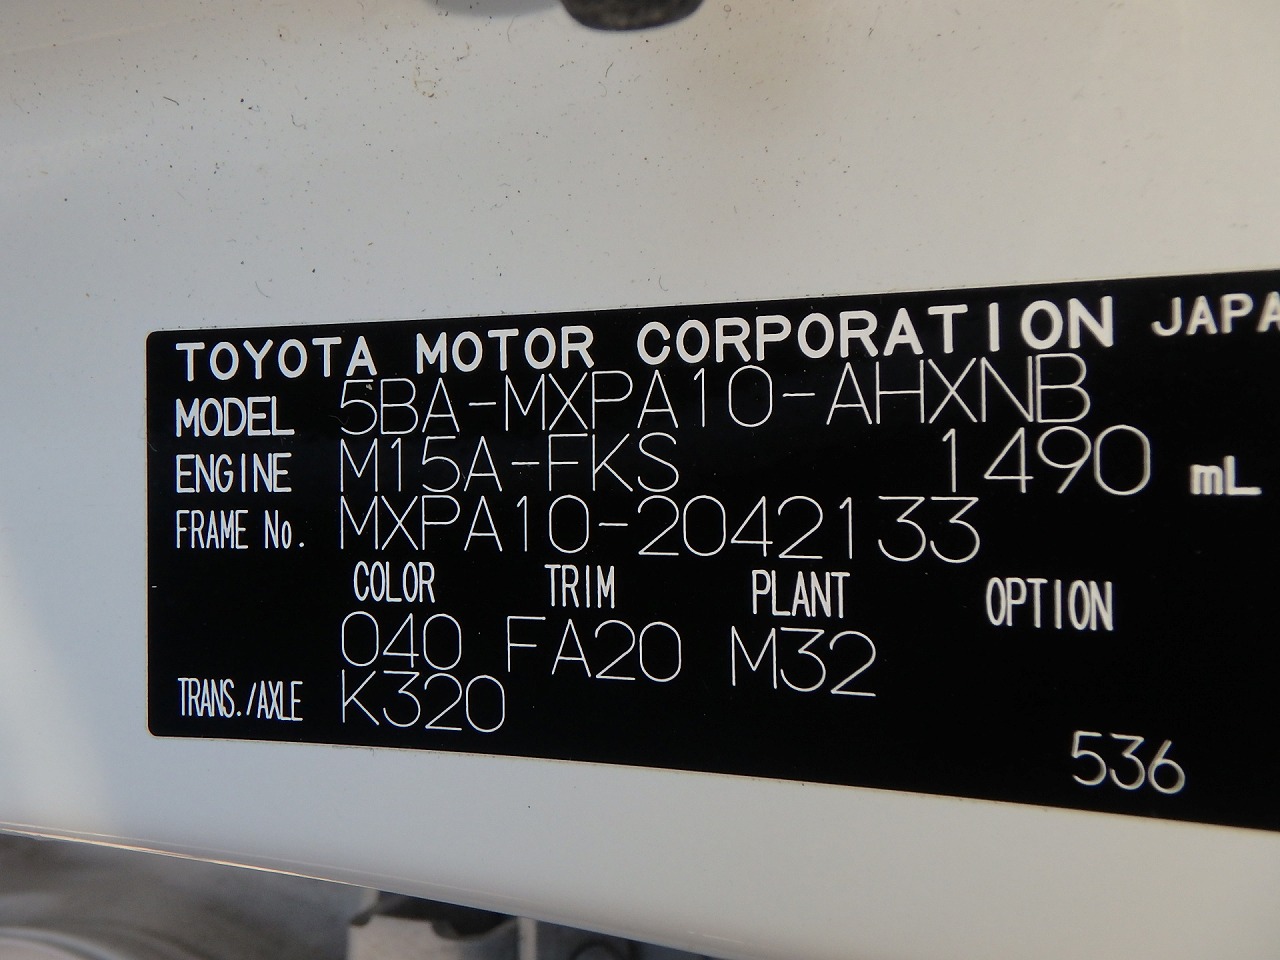 TOYOTA MOTOR CORPORATION JAPA
MODEL 5BA-MXPA10-AHXNB
ENGINE M15A-FKS 1490 mL
FRAME No. MXPA10-2042133
COLOR TRIM PLANT OPTION
040 FA20 M32
TRANS./AXLE K320
536